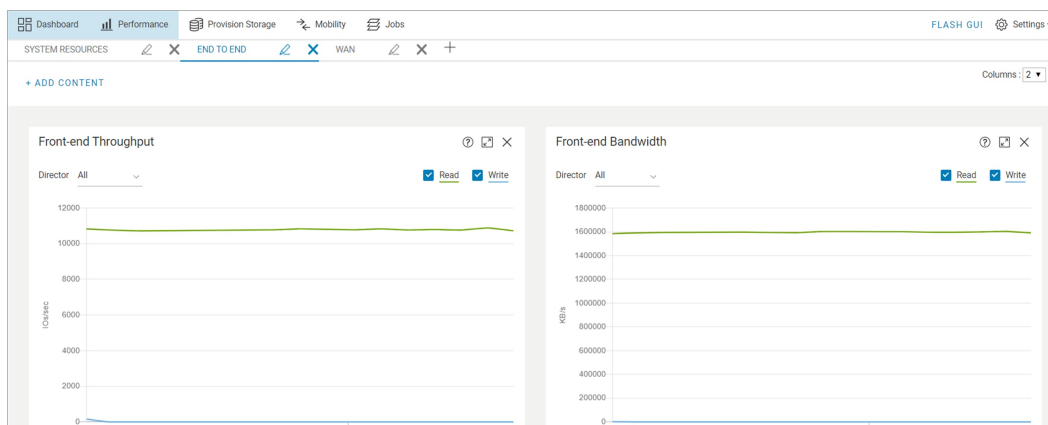 Dashboard Performance Provision Storage Mobility Jobs FLASH GUI Settings
SYSTEM RESOURCES END TO END WAN
+ ADD CONTENT Columns : 2
Front-end Throughput
Director All Read Write
12000
10000
8000
6000
4000
2000
0
IOs/sec
Front-end Bandwidth
Director All Read Write
1800000
1600000
1400000
1200000
1000000
800000
600000
400000
200000
0
KB/s